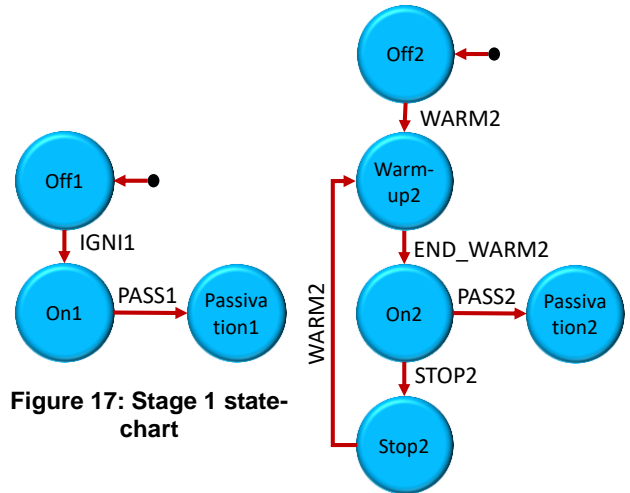 Off1
IGNI1
On1
PASS1
Passiva
tion1
Figure 17: Stage 1 state-
chart
Off2
WARM2
Warm-
up2
END_WARM2
On2
PASS2
Passiva
tion2
STOP2
Stop2
WARM2